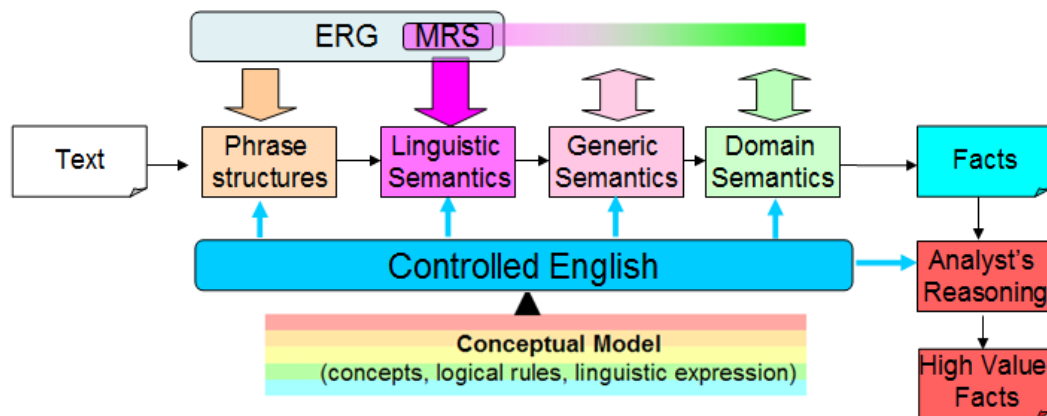 ERG MRS
Text
Phrase
structures
Linguistic
Semantics
Generic
Semantics
Domain
Semantics
Facts
Controlled English
Analyst's
Reasoning
Conceptual Model
(concepts, logical rules, linguistic expression)
High Value
Facts